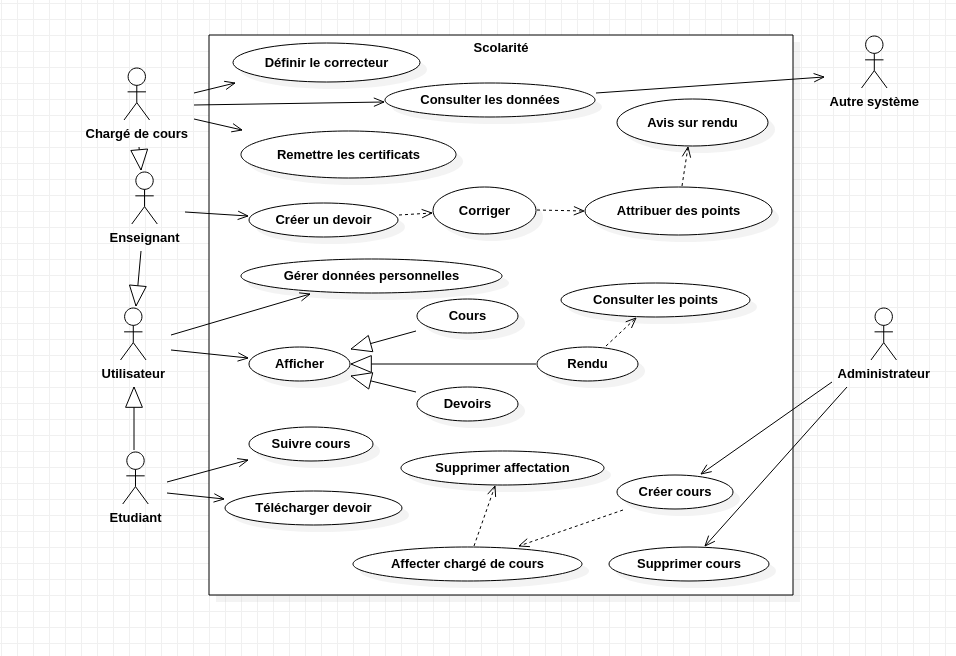 Scolarité
Définir le correcteur
Consulter les données
Autre système
Avis sur rendu
Chargé de cours
Remettre les certificats
Corriger
Attribuer des points
Créer un devoir
Enseignant
Gérer données personnelles
Consulter les points
Cours
Afficher
Rendu
Utilisateur
Administrateur
Devoirs
Suivre cours
Supprimer affectation
Créer cours
Télécharger devoir
Etudiant
Affecter chargé de cours
Supprimer cours